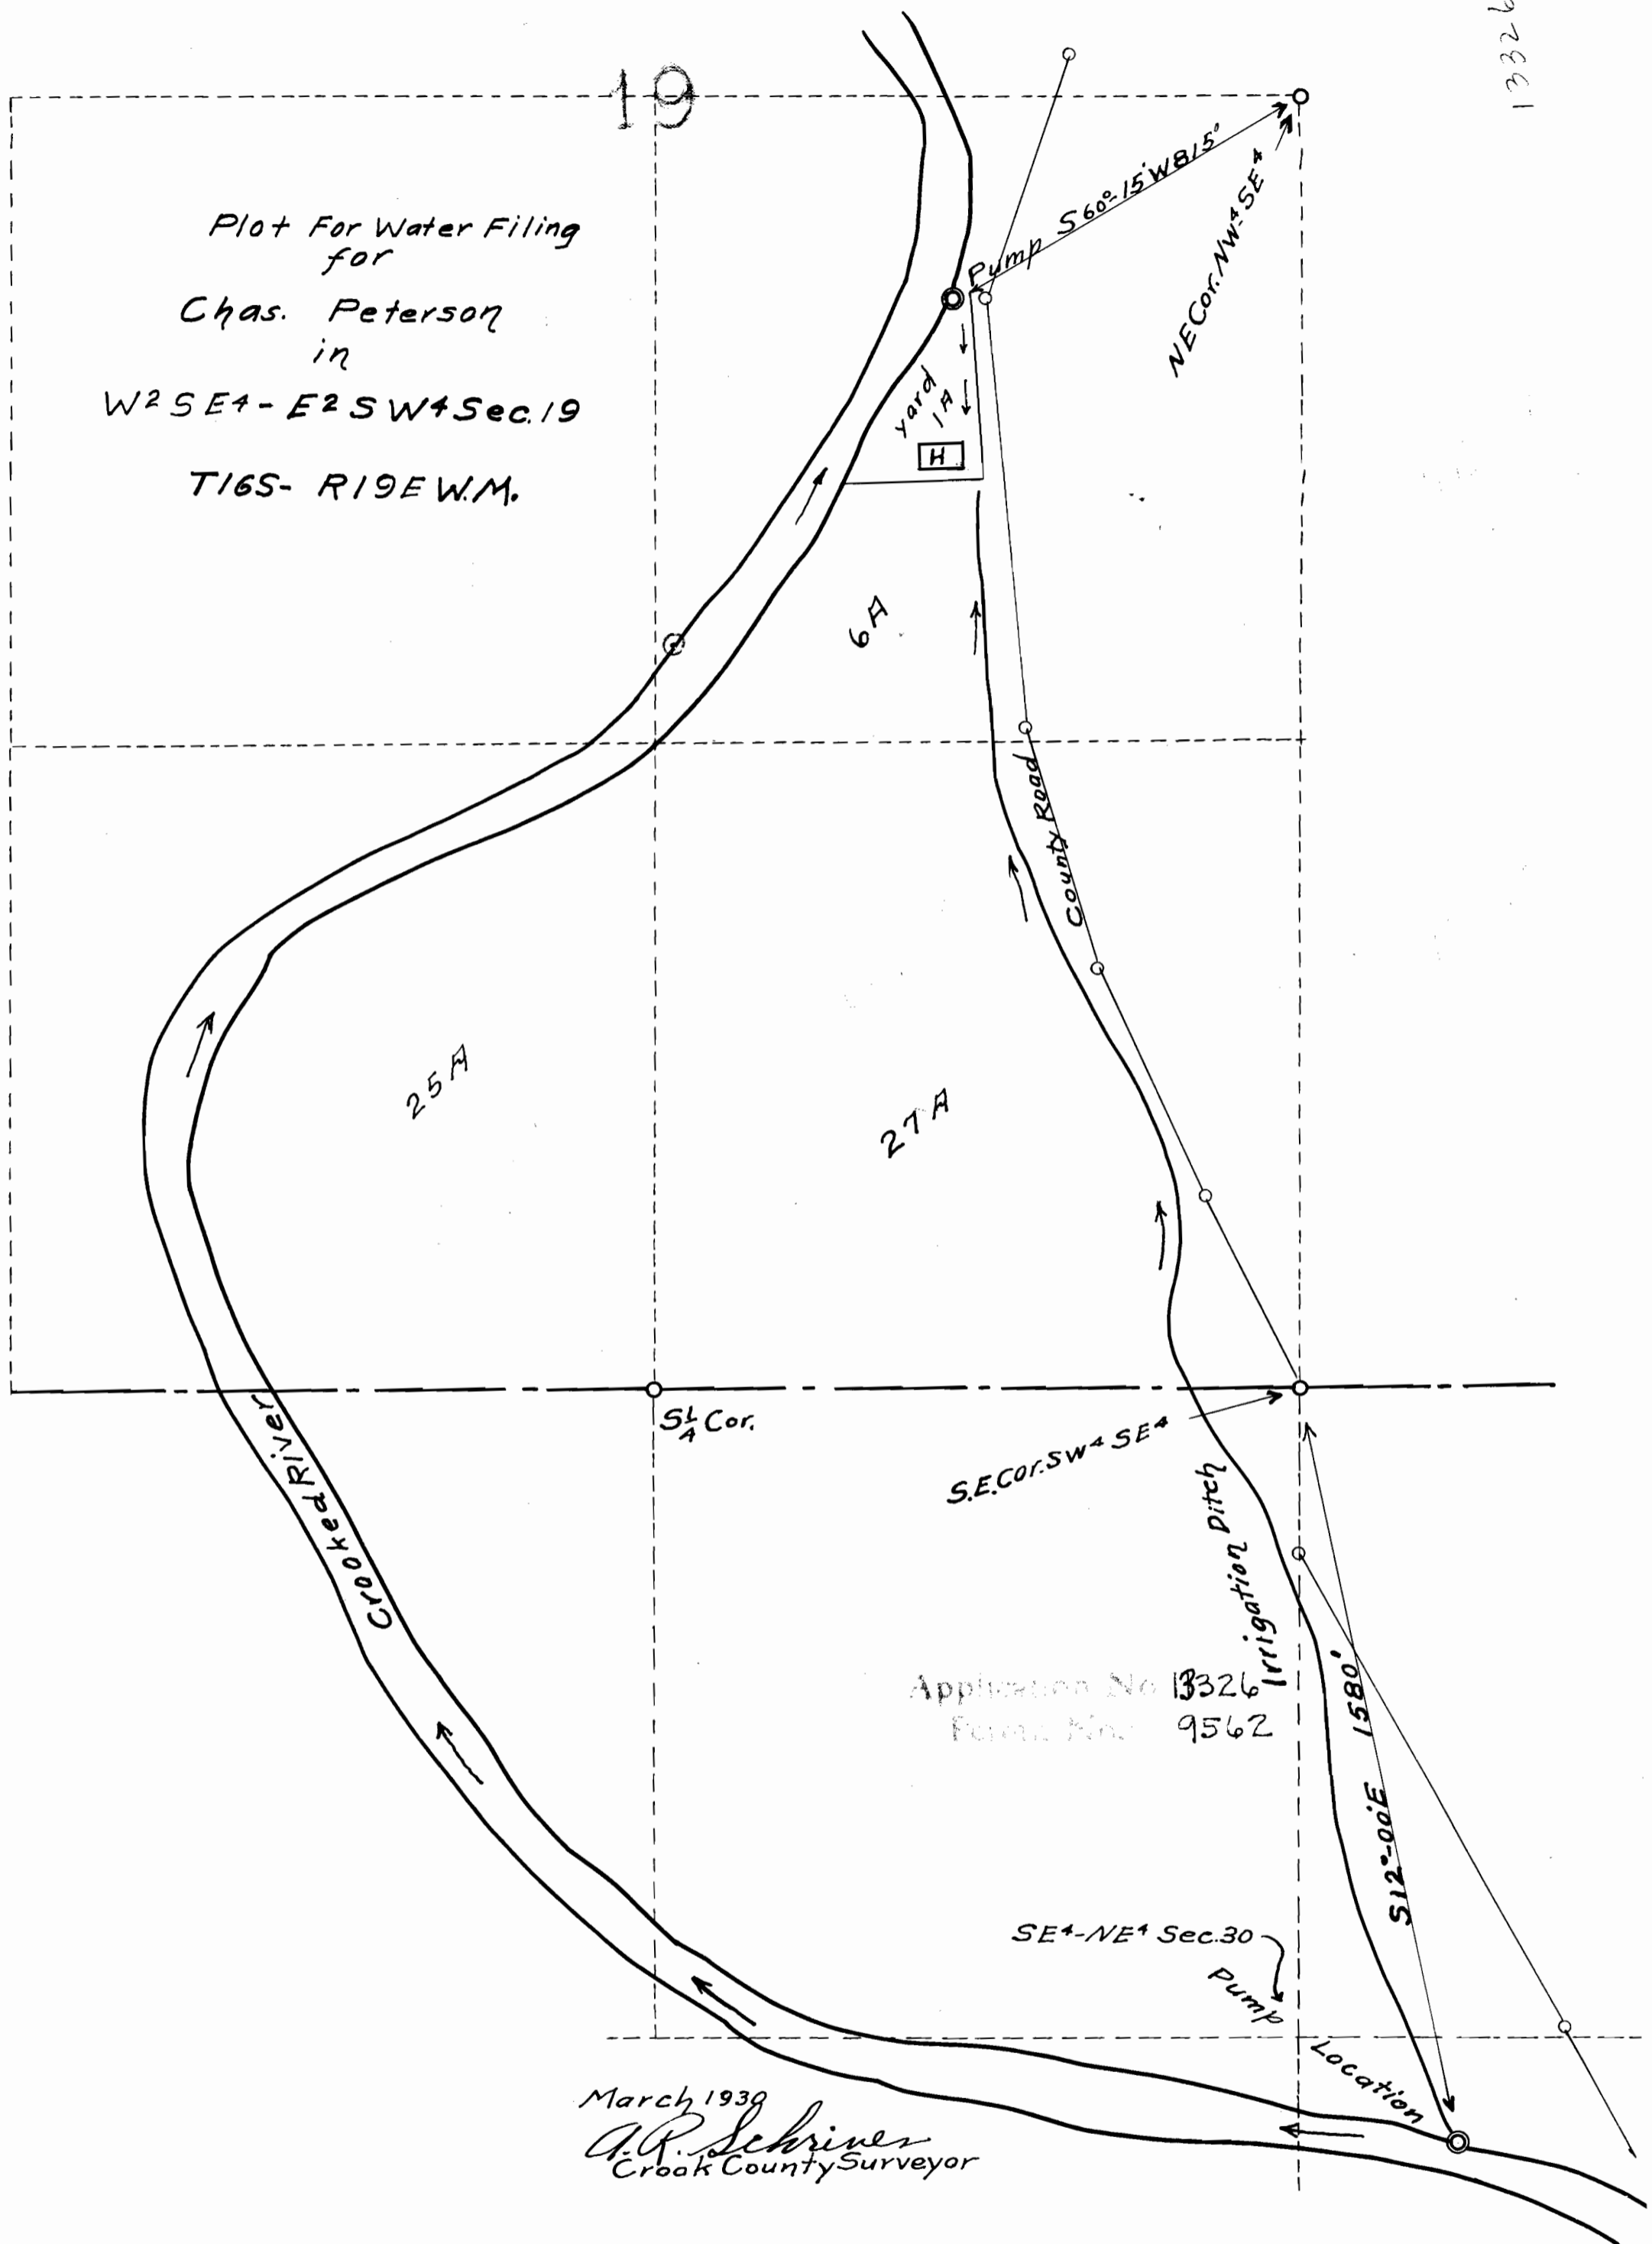 13326
19
Plot For Water Filing
for
Chas. Peterson
in
W2 SE4 - E2 SW4 Sec. 19
T16S - R19E W.M.
Pump S 60°-15' W 815'
NE Cor. NW4 SE4
yard
1A
H
6A
County Road
25A
27A
S 1/4 Cor.
S.E. Cor. SW4 SE4
Crooked River
Irrigation Ditch
Application No 13326
Permit No. 9562
S12°-00'E 1580'
SE4-NE4 Sec. 30
Pump
Location
March 1930
A.R. Schriver
Crook County Surveyor